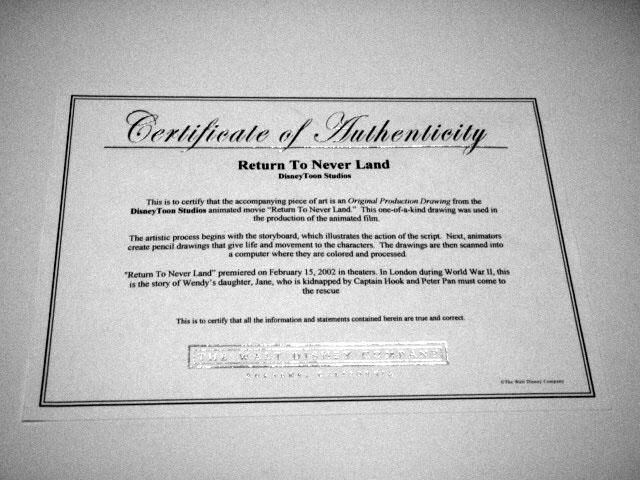 Certificate of Authenticity
Return To Never Land
DisneyToon Studios
This is to certify that the accompanying piece of art is an Original Production Drawing from the
DisneyToon Studios animated movie "Return To Never Land." This one-of-a-kind drawing was used in
the production of the animated film.
The artistic process begins with the storyboard, which illustrates the action of the script. Next, animators
create pencil drawings that give life and movement to the characters. The drawings are then scanned into
a computer where they are colored and processed
"Return To Never Land" premiered on February 15, 2002 in theaters. In London during World War II, this
is the story of Wendy's daughter, Jane, who is kidnapped by Captain Hook and Peter Pan must come to
the rescue
This is to certify that all the information and statements contained herein are true and correct.
THE WALT DISNEY COMPANY
©The Walt Disney Company